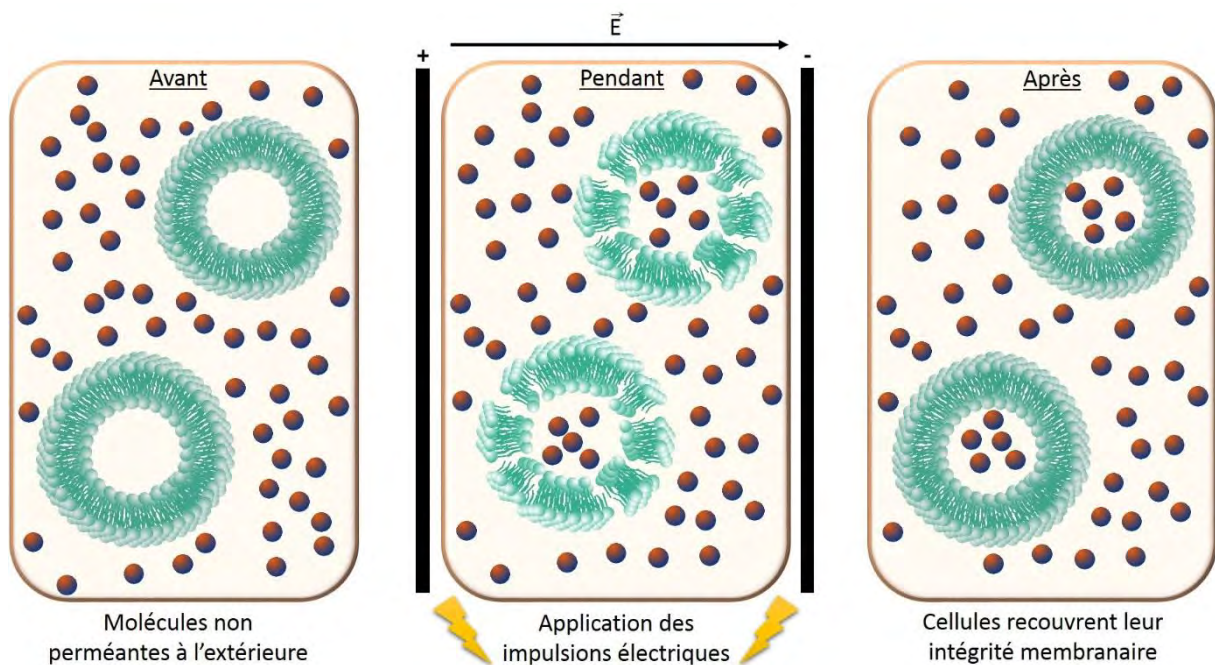 E
+
-
Avant
Pendant
Après
Molécules non
perméantes à l'extérieure
Application des
impulsions électriques
Cellules recouvrent leur
intégrité membranaire